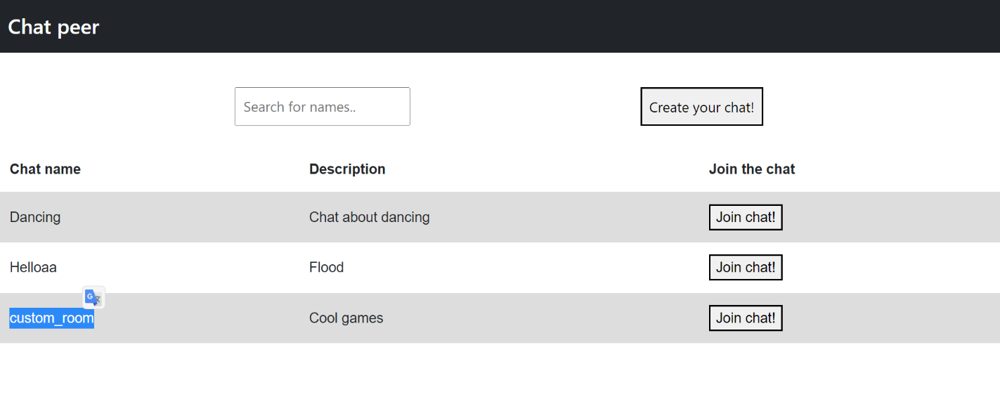 Chat peer
Search for names..
Create your chat!
Chat name Description Join the chat
Dancing Chat about dancing Join chat!
Helloaa Flood Join chat!
custom_room Cool games Join chat!